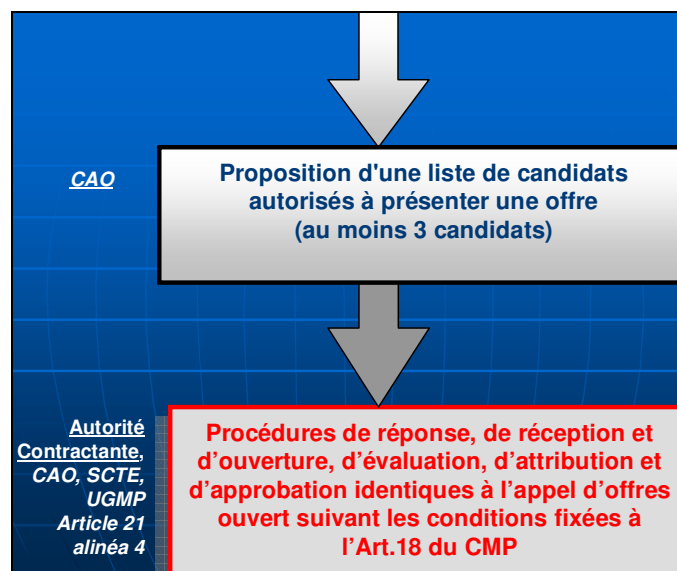 CAO
Proposition d'une liste de candidats
autorisés à présenter une offre
(au moins 3 candidats)
Autorité
Contractante,
CAO, SCTE,
UGMP
Article 21
alinéa 4
Procédures de réponse, de réception et
d'ouverture, d'évaluation, d'attribution et
d'approbation identiques à l'appel d'offres
ouvert suivant les conditions fixées à
l'Art.18 du CMP